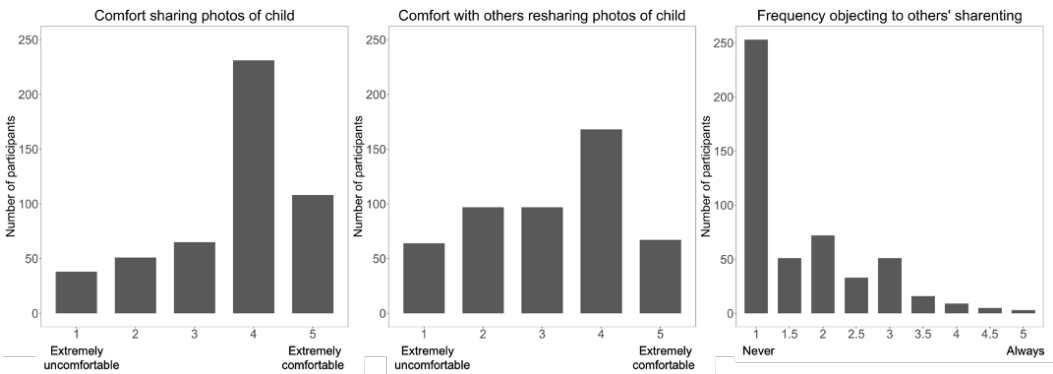 Comfort sharing photos of child
Number of participants
250
200
150
100
50
0
1 2 3 4 5
Extremely uncomfortable
Extremely comfortable
Comfort with others resharing photos of child
Number of participants
250
200
150
100
50
0
1 2 3 4 5
Extremely uncomfortable
Extremely comfortable
Frequency objecting to others' sharenting
Number of participants
250
200
150
100
50
0
1 1.5 2 2.5 3 3.5 4 4.5 5
Never
Always